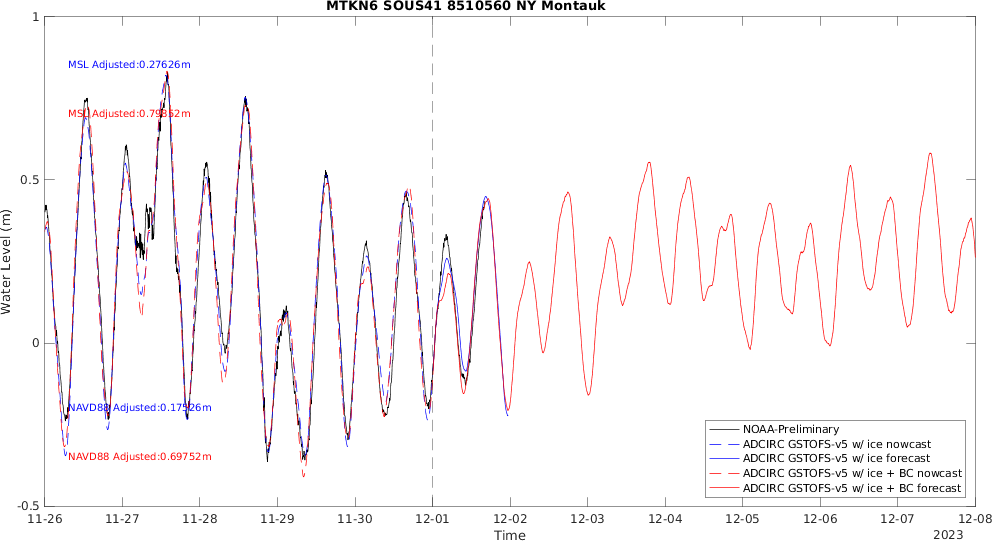 MTKN6 SOUS41 8510560 NY Montauk
1
MSL Adjusted:0.27626m
MSL Adjusted:0.79852m
0.5
Water Level (m)
0
NAVD88 Adjusted:0.17526m
NAVD88 Adjusted:0.69752m
NOAA-Preliminary
ADCIRC GSTOFS-v5 w/ ice nowcast
ADCIRC GSTOFS-v5 w/ ice forecast
ADCIRC GSTOFS-v5 w/ ice + BC nowcast
ADCIRC GSTOFS-v5 w/ ice + BC forecast
-0.5
11-26 11-27 11-28 11-29 11-30 12-01 12-02 12-03 12-04 12-05 12-06 12-07 12-08
Time
2023